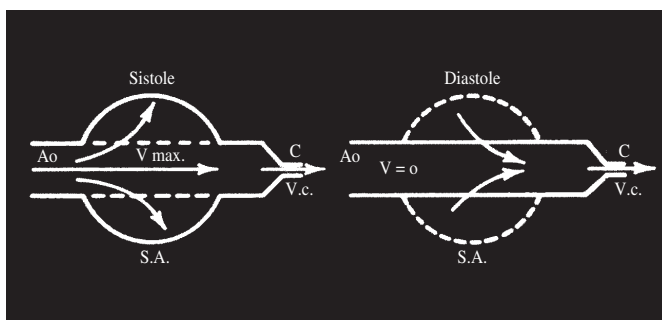 Sistole
Ao
V max.
C
V.c.
S.A.
Diastole
Ao
V = o
C
V.c.
S.A.